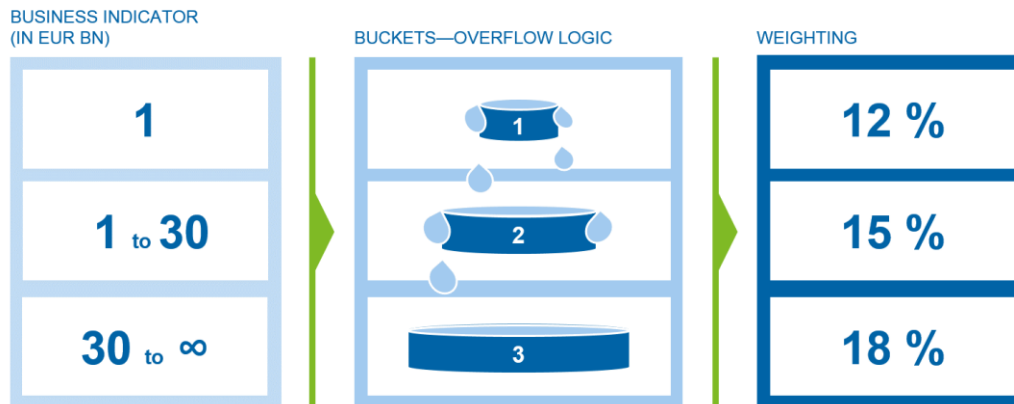 BUSINESS INDICATOR
(IN EUR BN)
BUCKETS—OVERFLOW LOGIC
WEIGHTING
1
1
12 %
1 to 30
2
15 %
30 to ∞
3
18 %